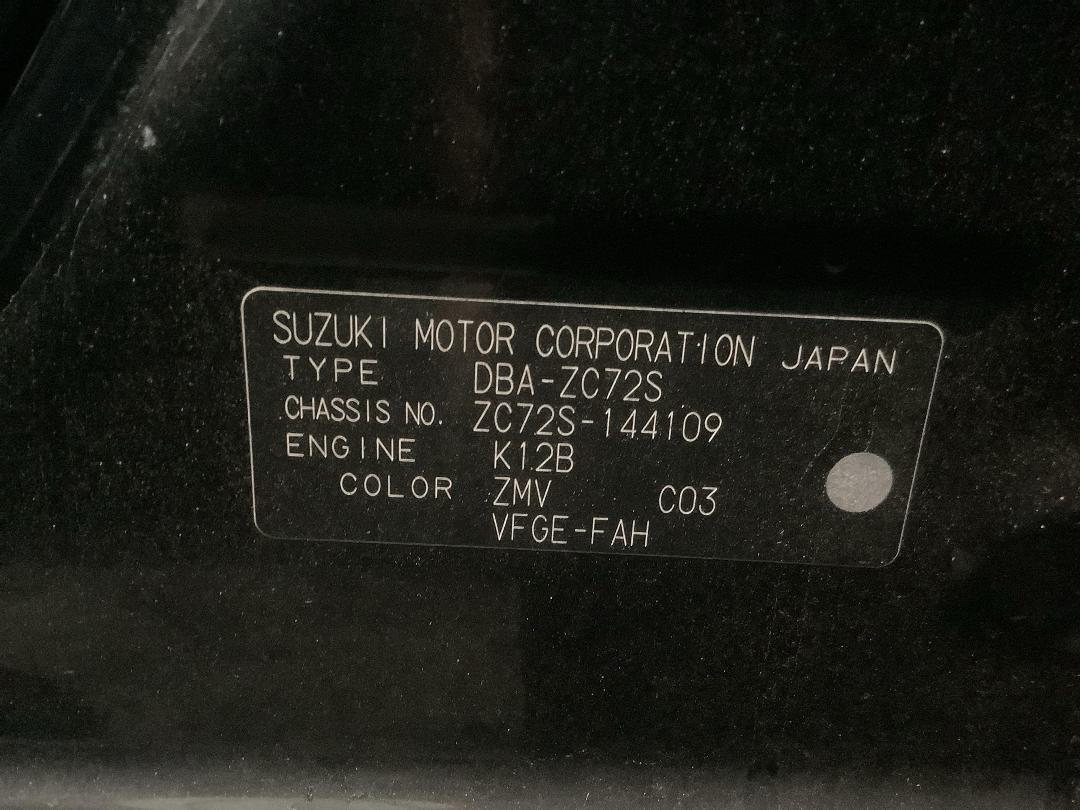 SUZUKI MOTOR CORPORATION JAPAN
TYPE DBA-ZC72S
CHASSIS NO. ZC72S-144109
ENGINE K12B
COLOR ZMV C03
VFGE-FAH